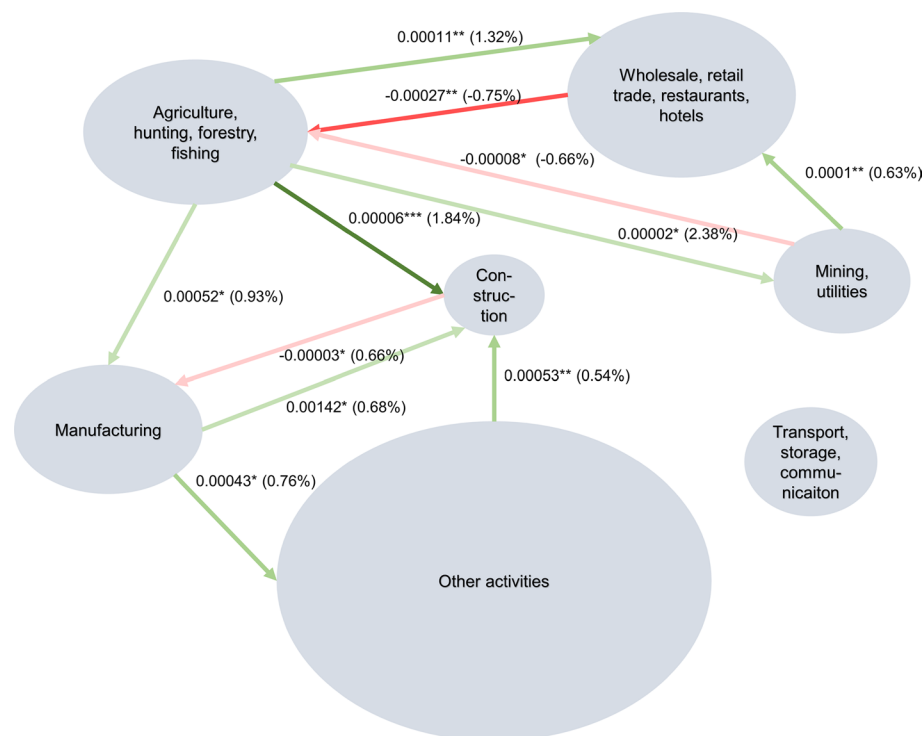 0.00011** (1.32%)
Wholesale, retail
trade, restaurants,
hotels
Agriculture,
hunting, forestry,
fishing
-0.00027** (-0.75%)
-0.00008* (-0.66%)
0.0001** (0.63%)
0.00006*** (1.84%)
0.00002* (2.38%)
Mining,
utilities
Con-
struc-
tion
0.00052* (0.93%)
-0.00003* (0.66%)
0.00053** (0.54%)
0.00142* (0.68%)
Manufacturing
Transport,
storage,
commu-
nicaiton
0.00043* (0.76%)
Other activities